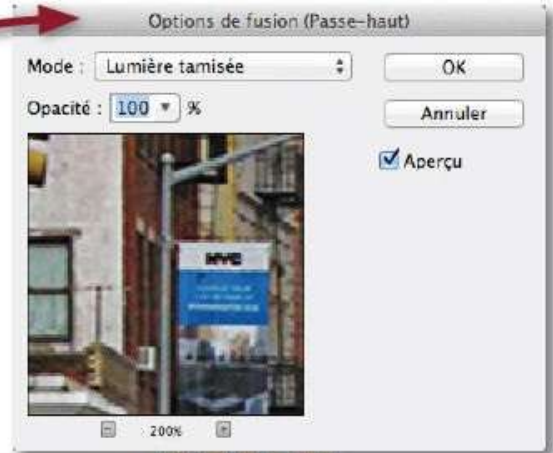 Options de fusion (Passe-haut)
Mode : Lumière tamisée
OK
Opacité : 100 %
Annuler
Aperçu
NYC
200%